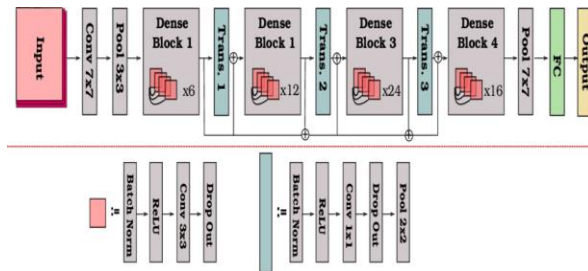 Input
Conv 7x7
Pool 3x3
Dense
Block 1
x6
Trans. 1
Dense
Block 1
x12
Trans. 2
Dense
Block 3
x24
Trans. 3
Dense
Block 4
x16
Pool 7x7
FC
Output
Batch Norm
ReLU
Conv 3x3
Drop Out
Batch Norm
ReLU
Conv 1x1
Drop Out
Pool 2x2